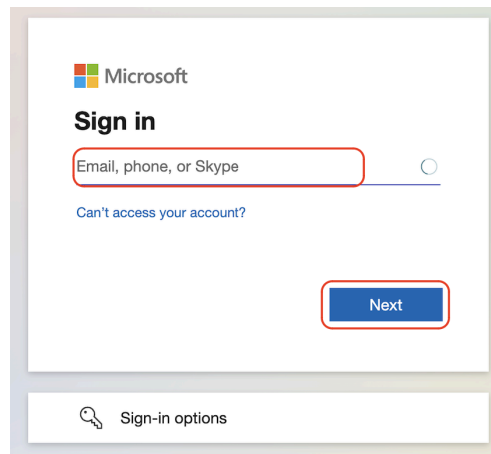 Microsoft
Sign in
Email, phone, or Skype
Can't access your account?
Next
Sign-in options